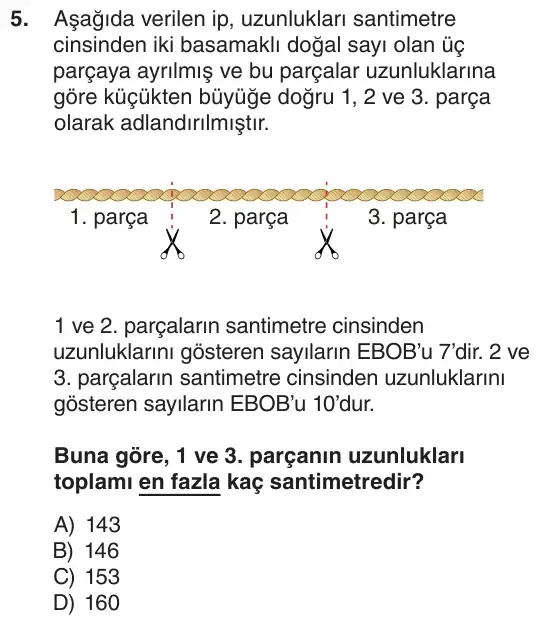 5. Aşağıda verilen ip, uzunlukları santimetre
cinsinden iki basamaklı doğal sayı olan üç
parçaya ayrılmış ve bu parçalar uzunluklarına
göre küçükten büyüğe doğru 1, 2 ve 3. parça
olarak adlandırılmıştır.
1. parça 2. parça 3. parça
1 ve 2. parçaların santimetre cinsinden
uzunluklarını gösteren sayıların EBOB'u 7'dir. 2 ve
3. parçaların santimetre cinsinden uzunluklarını
gösteren sayıların EBOB'u 10'dur.
Buna göre, 1 ve 3. parçanın uzunlukları
toplamı en fazla kaç santimetredir?
A) 143
B) 146
C) 153
D) 160